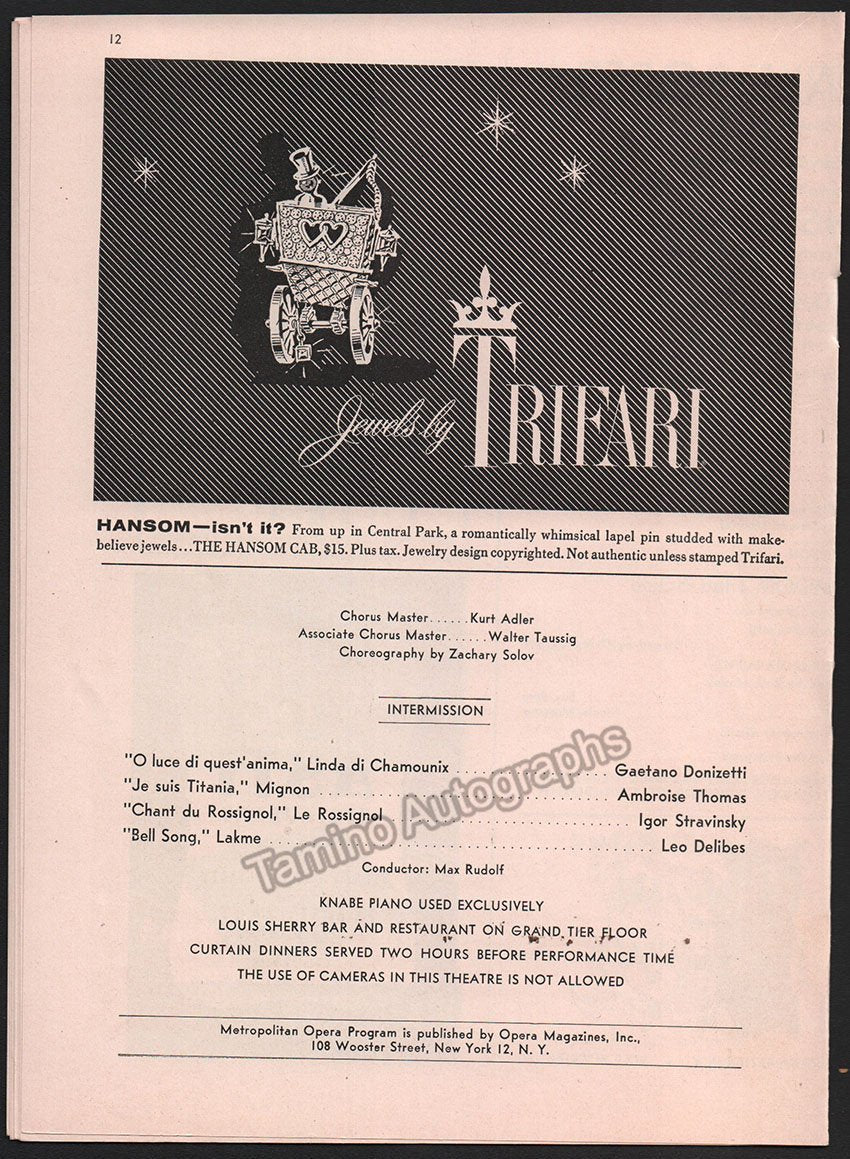 12
Jewels by TRIFARI
HANSOM—isn't it? From up in Central Park, a romantically whimsical lapel pin studded with make-
believe jewels...THE HANSOM CAB, $15. Plus tax. Jewelry design copyrighted. Not authentic unless stamped Trifari.
Chorus Master......Kurt Adler
Associate Chorus Master......Walter Taussig
Choreography by Zachary Solov
INTERMISSION
"O luce di quest'anima," Linda di Chamounix .................... Gaetano Donizetti
"Je suis Titania," Mignon ........................................ Ambroise Thomas
"Chant du Rossignol," Le Rossignol ................................ Igor Stravinsky
"Bell Song," Lakme .................................................. Leo Delibes
Tamino Autographs
Conductor: Max Rudolf
KNABE PIANO USED EXCLUSIVELY
LOUIS SHERRY BAR AND RESTAURANT ON GRAND TIER FLOOR
CURTAIN DINNERS SERVED TWO HOURS BEFORE PERFORMANCE TIME
THE USE OF CAMERAS IN THIS THEATRE IS NOT ALLOWED
Metropolitan Opera Program is published by Opera Magazines, Inc.,
108 Wooster Street, New York 12, N. Y.